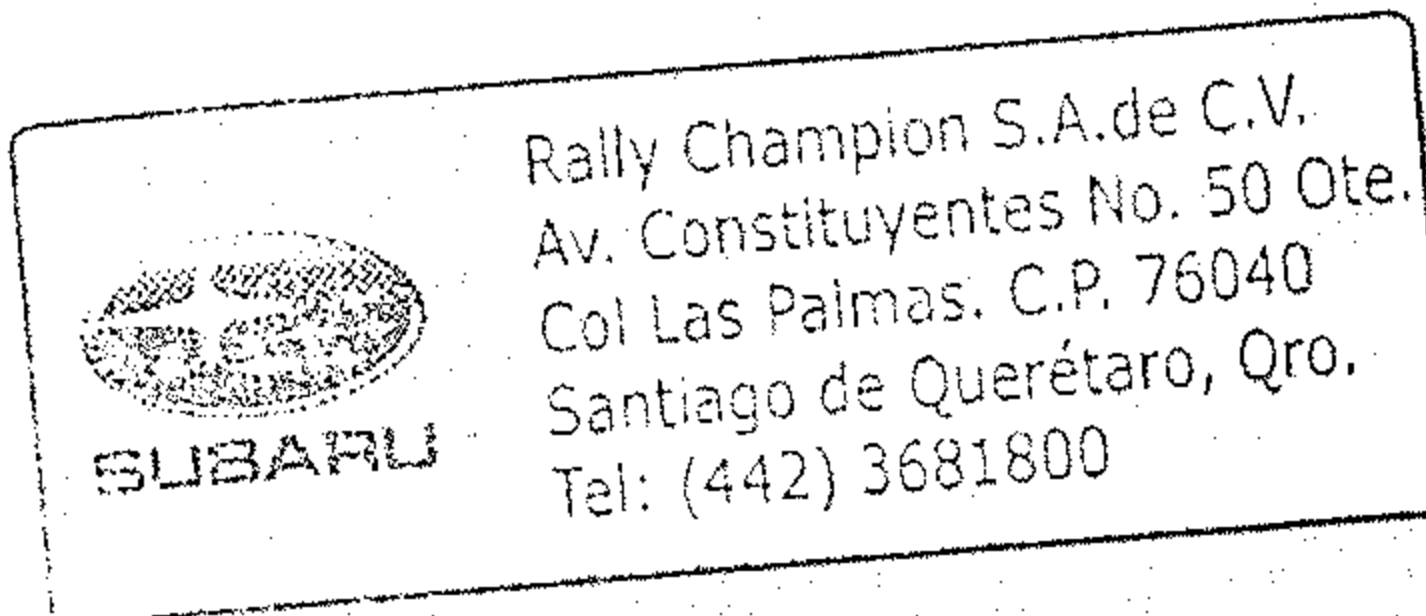 Rally Champion S.A.de C.V.
Av. Constituyentes No. 50 Ote.
Col Las Palmas. C.P. 76040
Santiago de Querétaro, Qro.
Tel: (442) 3681800
SUBARU